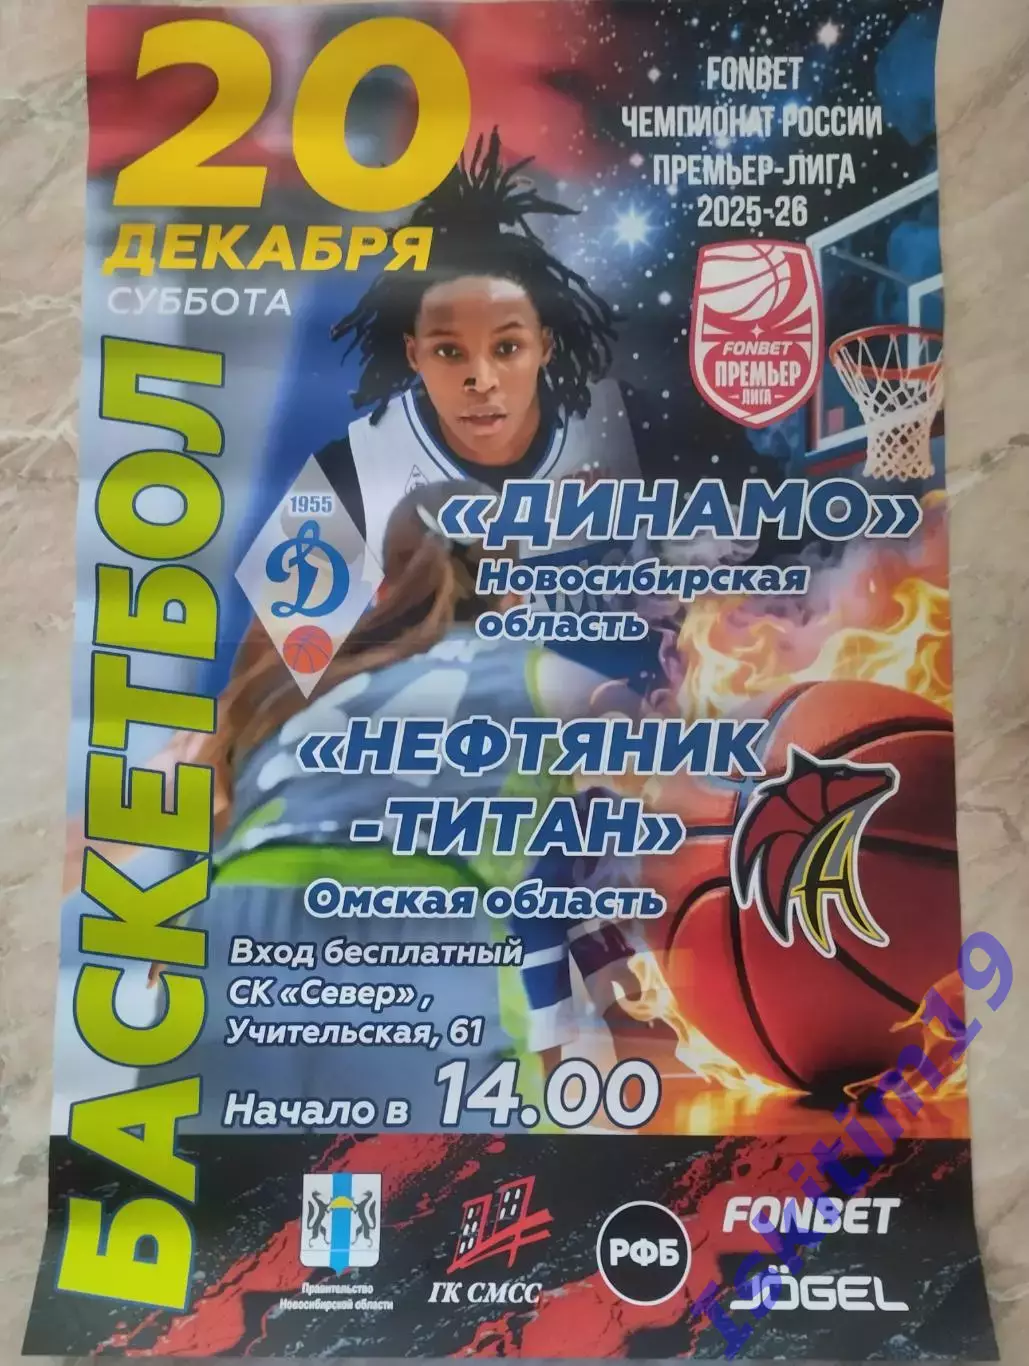 20
ДЕКАБРЯ
СУББОТА
БАСКЕТБОЛ
FONBET
ЧЕМПИОНАТ РОССИИ
ПРЕМЬЕР-ЛИГА
2025-26
FONBET
ПРЕМЬЕР
ЛИГА
1955
Д
«ДИНАМО»
Новосибирская
область
«НЕФТЯНИК
-ТИТАН»
Омская область
Вход бесплатный
СК «Север»,
Учительская, 61
Начало в 14.00
Правительство
Новосибирской области
ГК СМСС
РФБ
FONBET
JÖGEL
Iskitim19